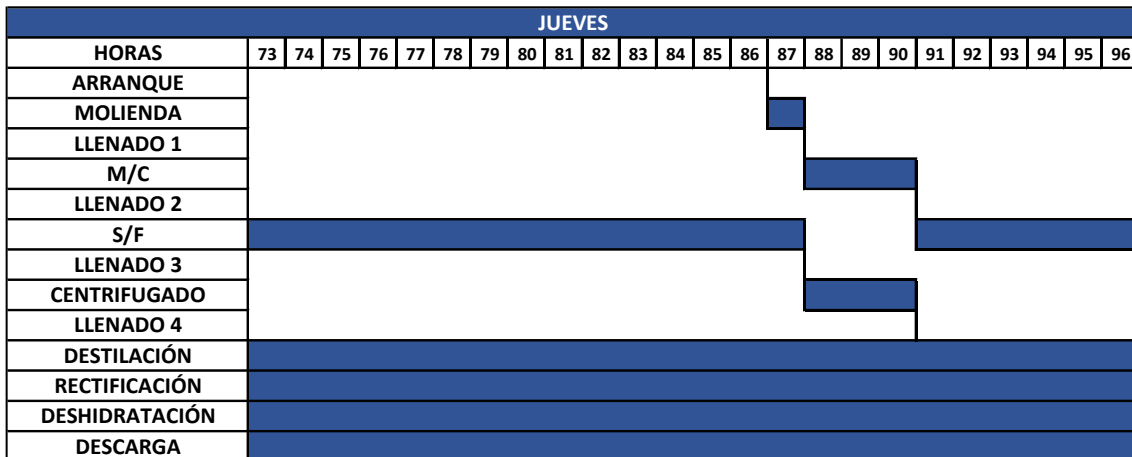 JUEVES
HORAS 73 74 75 76 77 78 79 80 81 82 83 84 85 86 87 88 89 90 91 92 93 94 95 96
ARRANQUE
MOLIENDA
LLENADO 1
M/C
LLENADO 2
S/F
LLENADO 3
CENTRIFUGADO
LLENADO 4
DESTILACIÓN
RECTIFICACIÓN
DESHIDRATACIÓN
DESCARGA